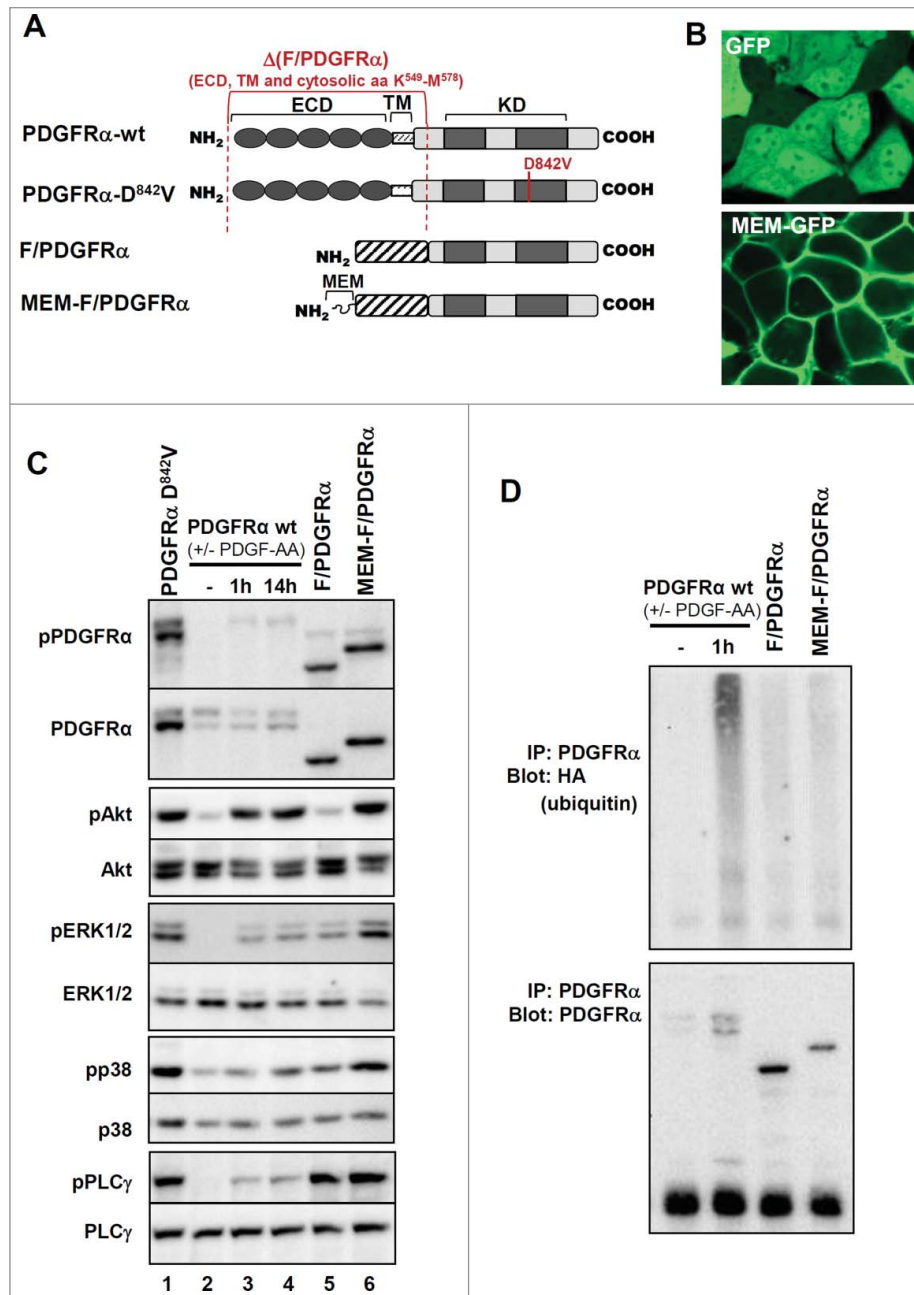 A
Δ(F/PDGFRα)
(ECD, TM and cytosolic aa K⁵⁴⁹-M⁵⁷⁸)
ECD TM KD
PDGFRα-wt NH₂ COOH
D842V
PDGFRα-D⁸⁴²V NH₂ COOH
F/PDGFRα NH₂ COOH
MEM
MEM-F/PDGFRα NH₂ COOH
B
GFP
MEM-GFP
C
PDGFRα D⁸⁴²V
PDGFRα wt
(+/- PDGF-AA)
- 1h 14h
F/PDGFRα
MEM-F/PDGFRα
pPDGFRα
PDGFRα
pAkt
Akt
pERK1/2
ERK1/2
pp38
p38
pPLCγ
PLCγ
1 2 3 4 5 6
D
PDGFRα wt
(+/- PDGF-AA)
- 1h
F/PDGFRα
MEM-F/PDGFRα
IP: PDGFRα
Blot: HA
(ubiquitin)
IP: PDGFRα
Blot: PDGFRα